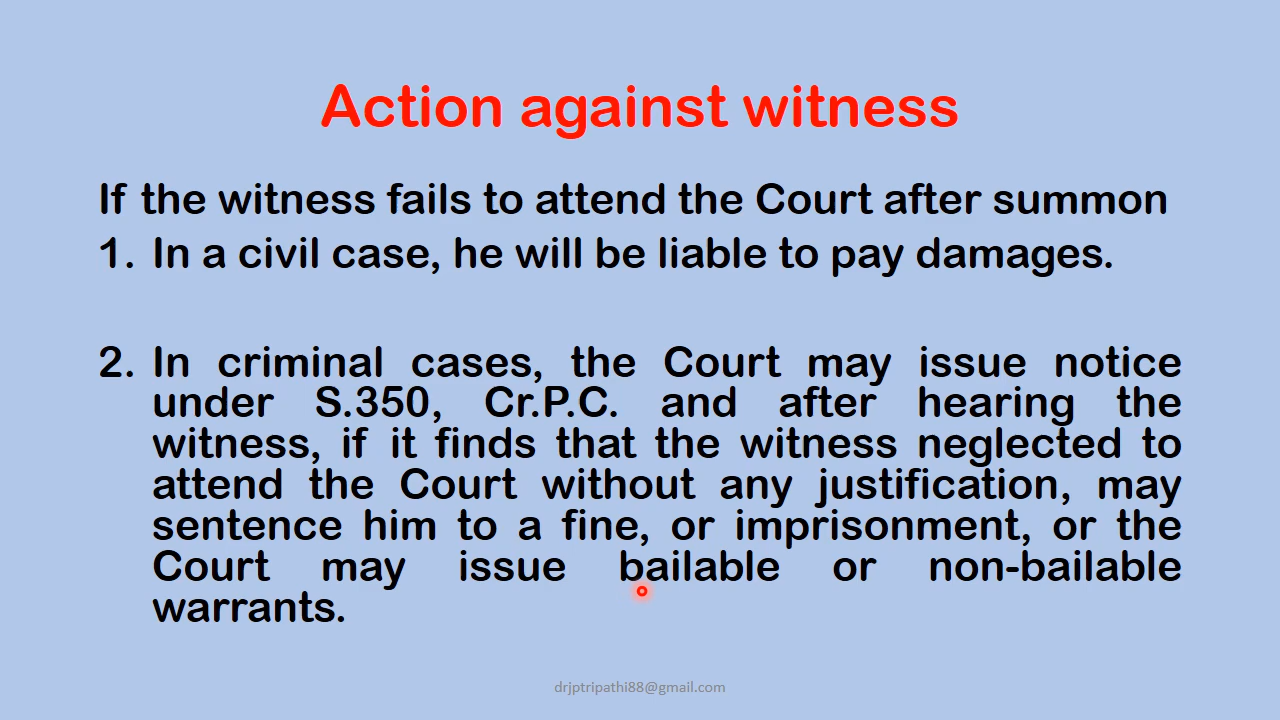 Action against witness
If the witness fails to attend the Court after summon
1. In a civil case, he will be liable to pay damages.
2. In criminal cases, the Court may issue notice
under S.350, Cr.P.C. and after hearing the
witness, if it finds that the witness neglected to
attend the Court without any justification, may
sentence him to a fine, or imprisonment, or the
Court may issue bailable or non-bailable
warrants.
drjptripathi88@gmail.com